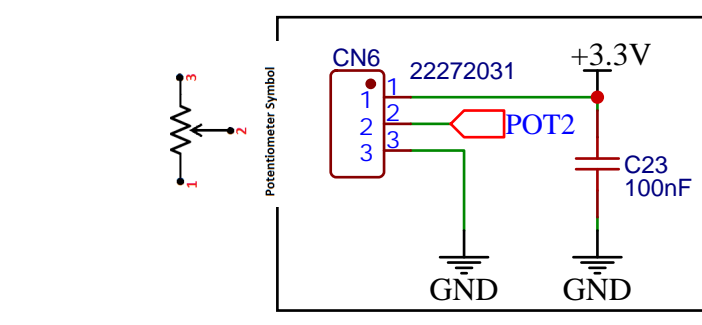 3
2
1
Potentiometer Symbol
CN6
22272031
1 1
2 2
3 3
POT2
+3.3V
C23
100nF
GND
GND